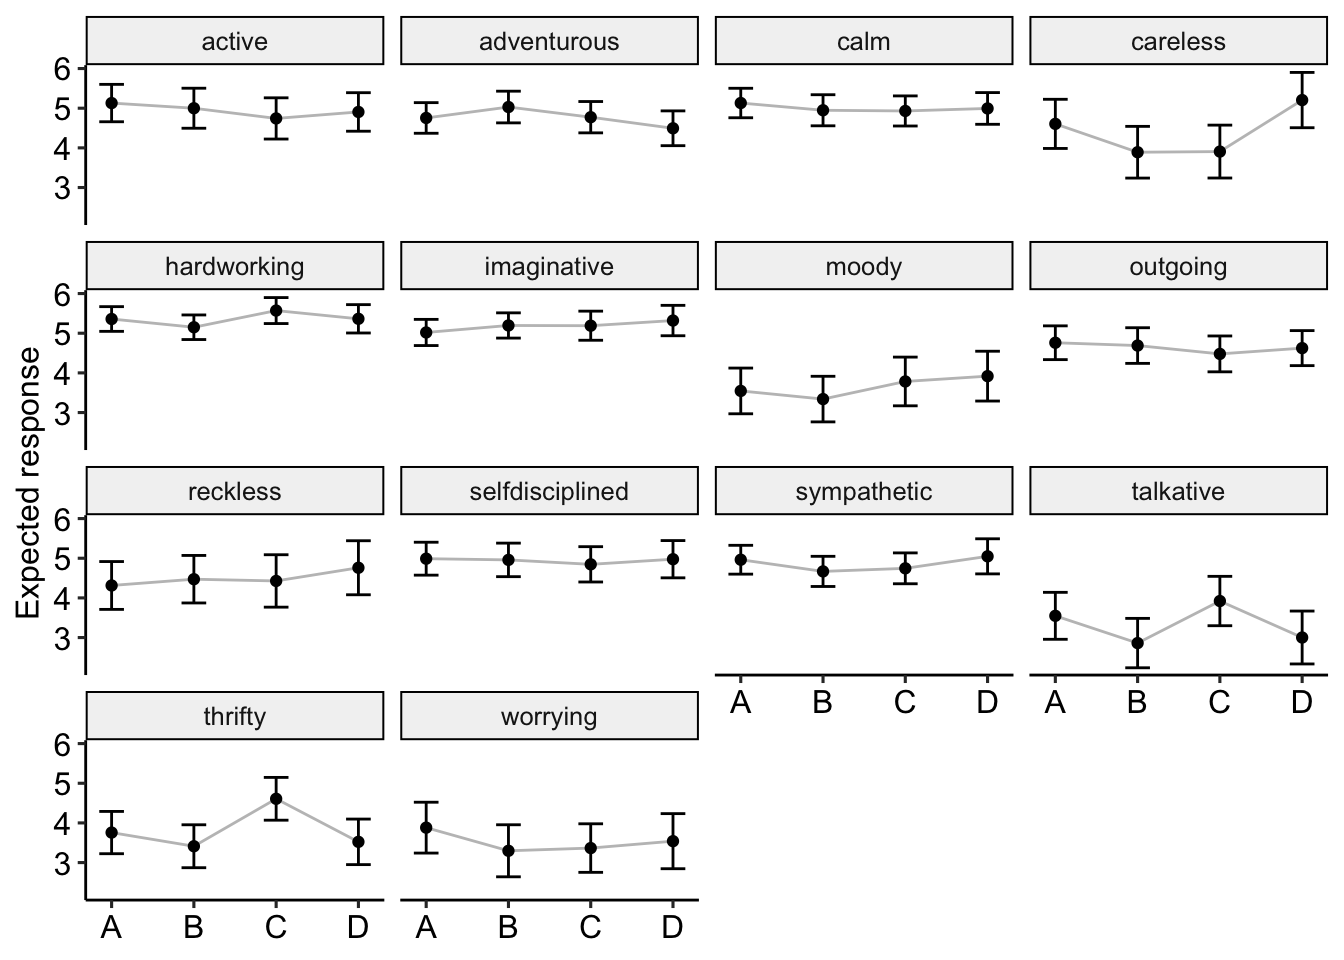 active adventurous calm careless
6
5
4
3
hardworking imaginative moody outgoing
6
5
4
3
Expected response
reckless selfdisciplined sympathetic talkative
6
5
4
3
A B C D A B C D
thrifty worrying
6
5
4
3
A B C D A B C D